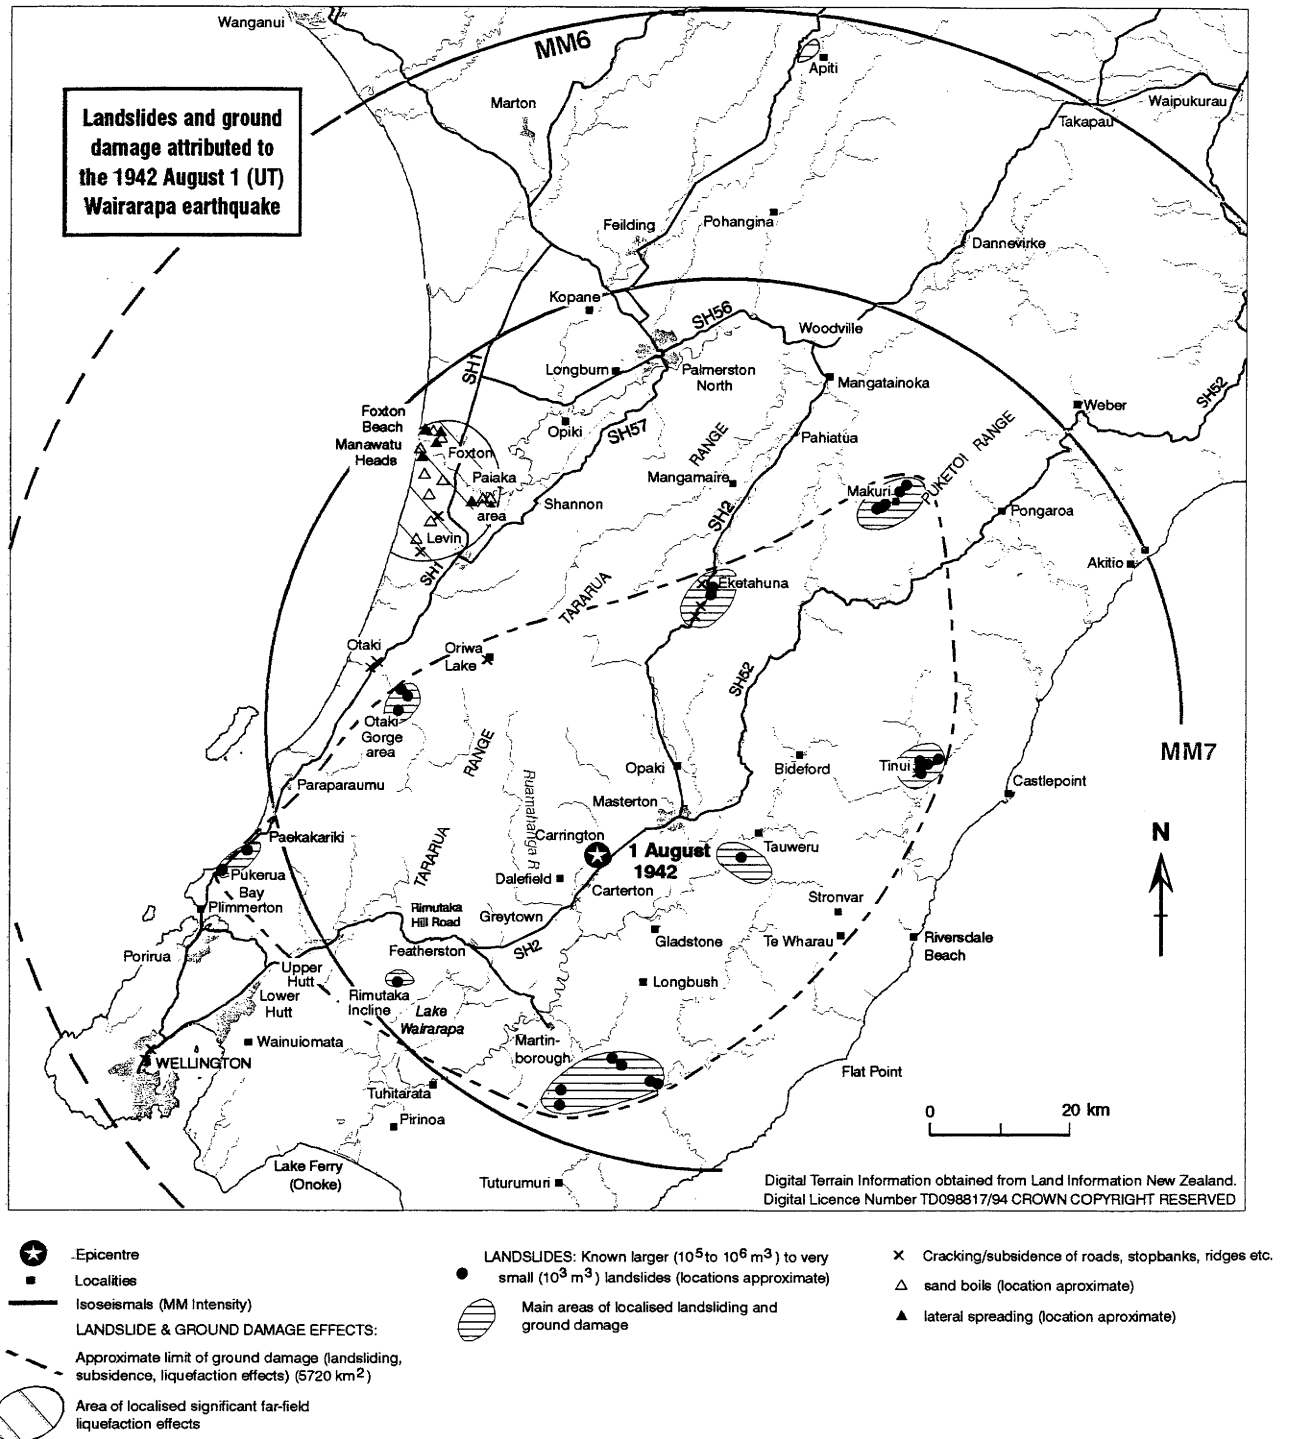 Wanganui
MM6
Apiti
Landslides and ground
damage attributed to
the 1942 August 1 (UT)
Wairarapa earthquake
Marton
Waipukurau
Takapau
Feilding
Pohangina
Dannevirke
Kopane
SH56
Woodville
SH1
Longburn
Palmerston
North
Mangatainoka
SH52
Weber
Foxton
Beach
Manawatu
Heads
Opiki
SH57
RANGE
Pahiatua
PUKETOI RANGE
Foxton
Paiaka
area
Mangamaire
Makuri
Shannon
SH2
Pongaroa
Levin
SH1
Akitio
Eketahuna
TARARUA
Otaki
Oriwa
Lake
SH52
Otaki
Gorge
area
RANGE
MM7
Ruamahanga R
Opaki
Bideford
Tinui
Paraparaumu
Castlepoint
Masterton
N
Paekakariki
Carrington
1 August
1942
Tauweru
TARARUA
Pukerua
Bay
Dalefield
Carterton
Stronvar
Plimmerton
Rimutaka
Hill Road
Greytown
Gladstone
Te Wharau
Riversdale
Beach
Porirua
Featherston
SH2
Upper
Hutt
Longbush
Lower
Hutt
Rimutaka
Incline
Lake
Wairarapa
Wainuiomata
Martin-
borough
WELLINGTON
Flat Point
Tuhitarata
Pirinoa
0 20 km
Lake Ferry
(Onoke)
Tuturumuri
Digital Terrain Information obtained from Land Information New Zealand.
Digital Licence Number TD098817/94 CROWN COPYRIGHT RESERVED
Epicentre
Localities
Isoseismals (MM Intensity)
LANDSLIDE & GROUND DAMAGE EFFECTS:
Approximate limit of ground damage (landsliding,
subsidence, liquefaction effects) (5720 km²)
Area of localised significant far-field
liquefaction effects
LANDSLIDES: Known larger (10⁵ to 10⁶ m³) to very
small (10³ m³) landslides (locations approximate)
Main areas of localised landsliding and
ground damage
Cracking/subsidence of roads, stopbanks, ridges etc.
sand boils (location aproximate)
lateral spreading (location aproximate)